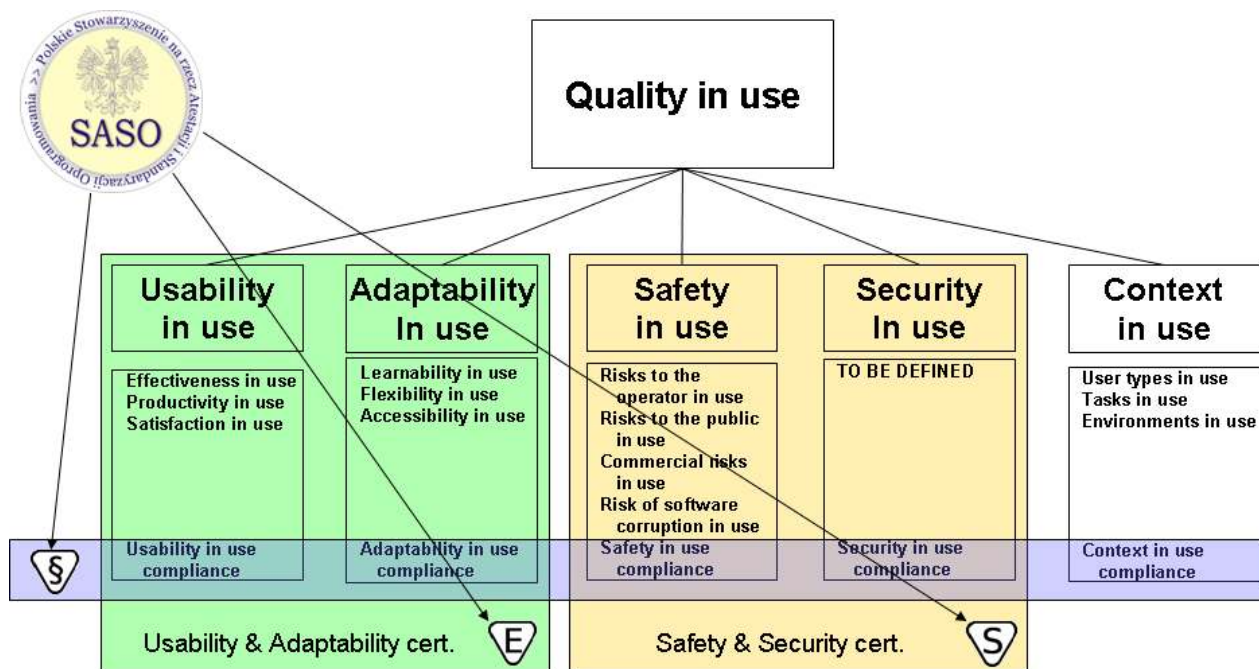 >> Polskie Stowarzyszenie na rzecz Atestacji i Standaryzacji Oprogramowania
SASO
Quality in use
Usability
in use
Effectiveness in use
Productivity in use
Satisfaction in use
Usability in use
compliance
Adaptability
In use
Learnability in use
Flexibility in use
Accessibility in use
Adaptability in use
compliance
Safety
in use
Risks to the
operator in use
Risks to the public
in use
Commercial risks
in use
Risk of software
corruption in use
Safety in use
compliance
Security
In use
TO BE DEFINED
Security in use
compliance
Context
in use
User types in use
Tasks in use
Environments in use
Context in use
compliance
§
Usability & Adaptability cert.
E
Safety & Security cert.
S